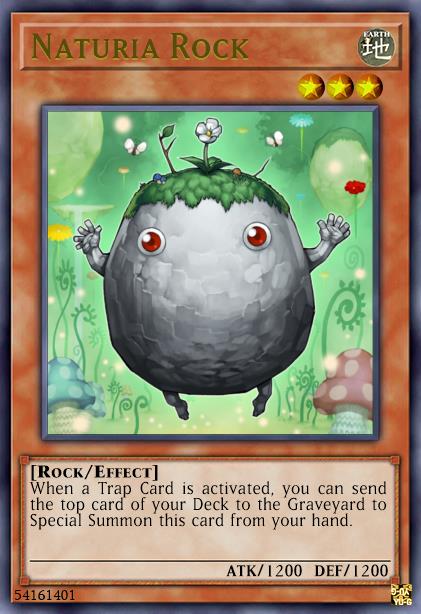 Naturia Rock
EARTH
地
[Rock/Effect]
When a Trap Card is activated, you can send
the top card of your Deck to the Graveyard to
Special Summon this card from your hand.
ATK/1200 DEF/1200
54161401